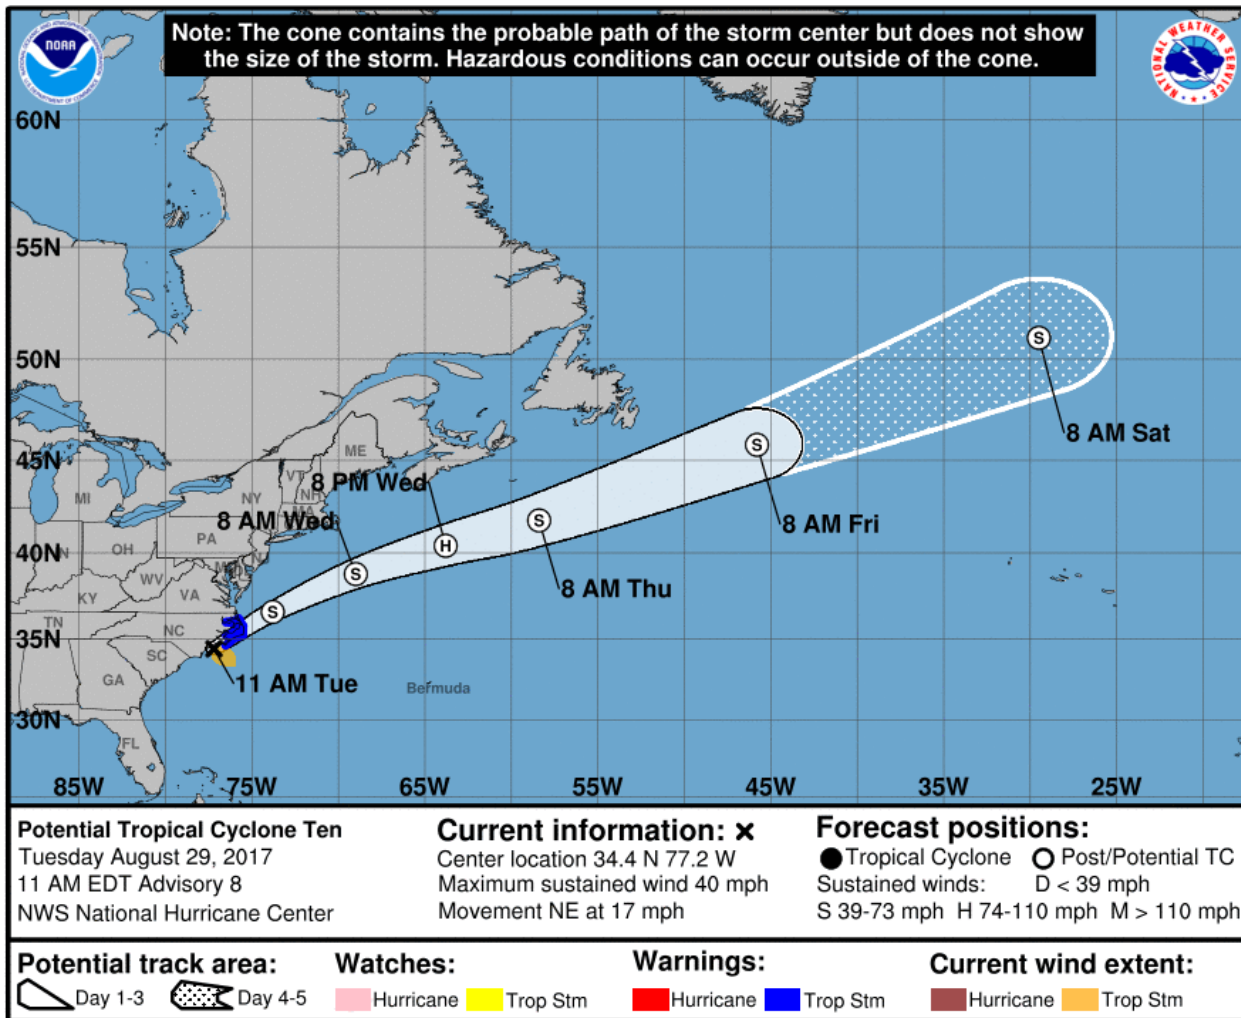 Note: The cone contains the probable path of the storm center but does not show
the size of the storm. Hazardous conditions can occur outside of the cone.
NOAA
NATIONAL WEATHER SERVICE
60N
55N
50N
8 AM Sat
45N
ME
VT
8 PM Wed
NH
MI
NY
MA
8 AM Wed
8 AM Fri
PA
40N
OH
8 AM Thu
WV
VA
KY
TN
NC
35N
SC
GA
11 AM Tue
Bermuda
30N
FL
85W 75W 65W 55W 45W 35W 25W
S
S
H
S
S
S
Potential Tropical Cyclone Ten
Tuesday August 29, 2017
11 AM EDT Advisory 8
NWS National Hurricane Center
Current information: x
Center location 34.4 N 77.2 W
Maximum sustained wind 40 mph
Movement NE at 17 mph
Forecast positions:
Tropical Cyclone Post/Potential TC
Sustained winds: D < 39 mph
S 39-73 mph H 74-110 mph M > 110 mph
Potential track area:
Day 1-3 Day 4-5
Watches:
Hurricane Trop Stm
Warnings:
Hurricane Trop Stm
Current wind extent:
Hurricane Trop Stm